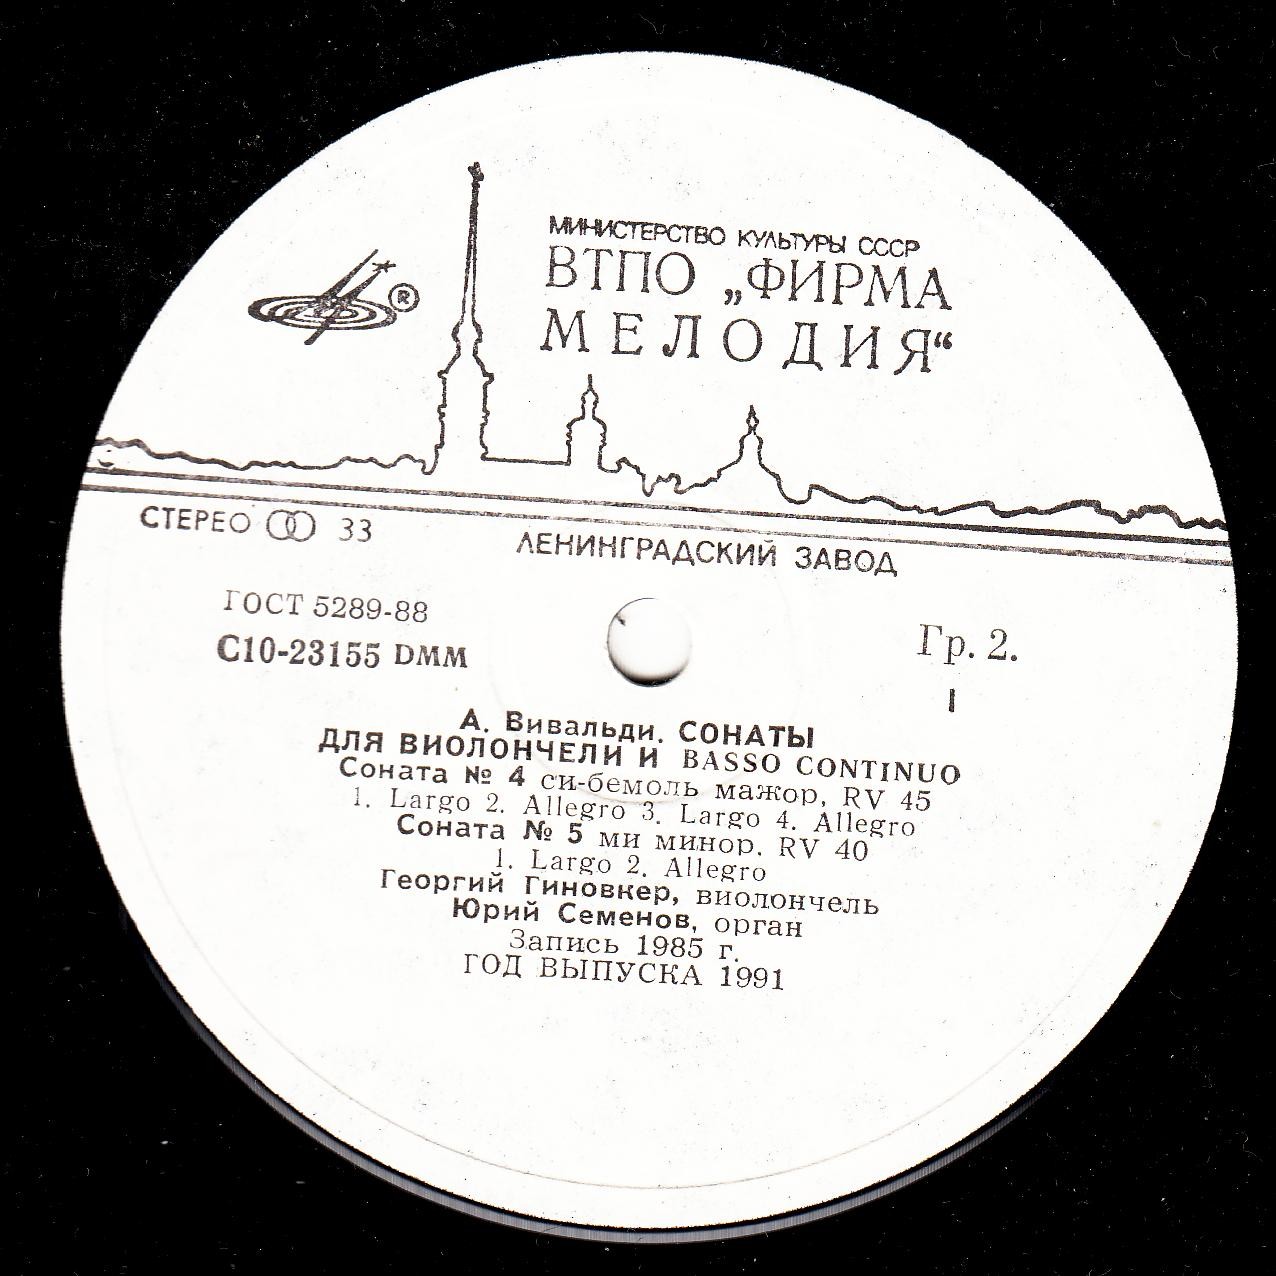 МИНИСТЕРСТВО КУЛЬТУРЫ СССР
ВТПО „ФИРМА
МЕЛОДИЯ“
®
СТЕРЕО 33
ЛЕНИНГРАДСКИЙ ЗАВОД
ГОСТ 5289-88
С10-23155 DMM
Гр. 2.
I
А. Вивальди. СОНАТЫ
ДЛЯ ВИОЛОНЧЕЛИ И BASSO CONTINUO
Соната № 4 си-бемоль мажор, RV 45
1. Largo 2. Allegro 3. Largo 4. Allegro
Соната № 5 ми минор. RV 40
1. Largo 2. Allegro
Георгий Гиновкер, виолончель
Юрий Семенов, орган
Запись 1985 г.
ГОД ВЫПУСКА 1991